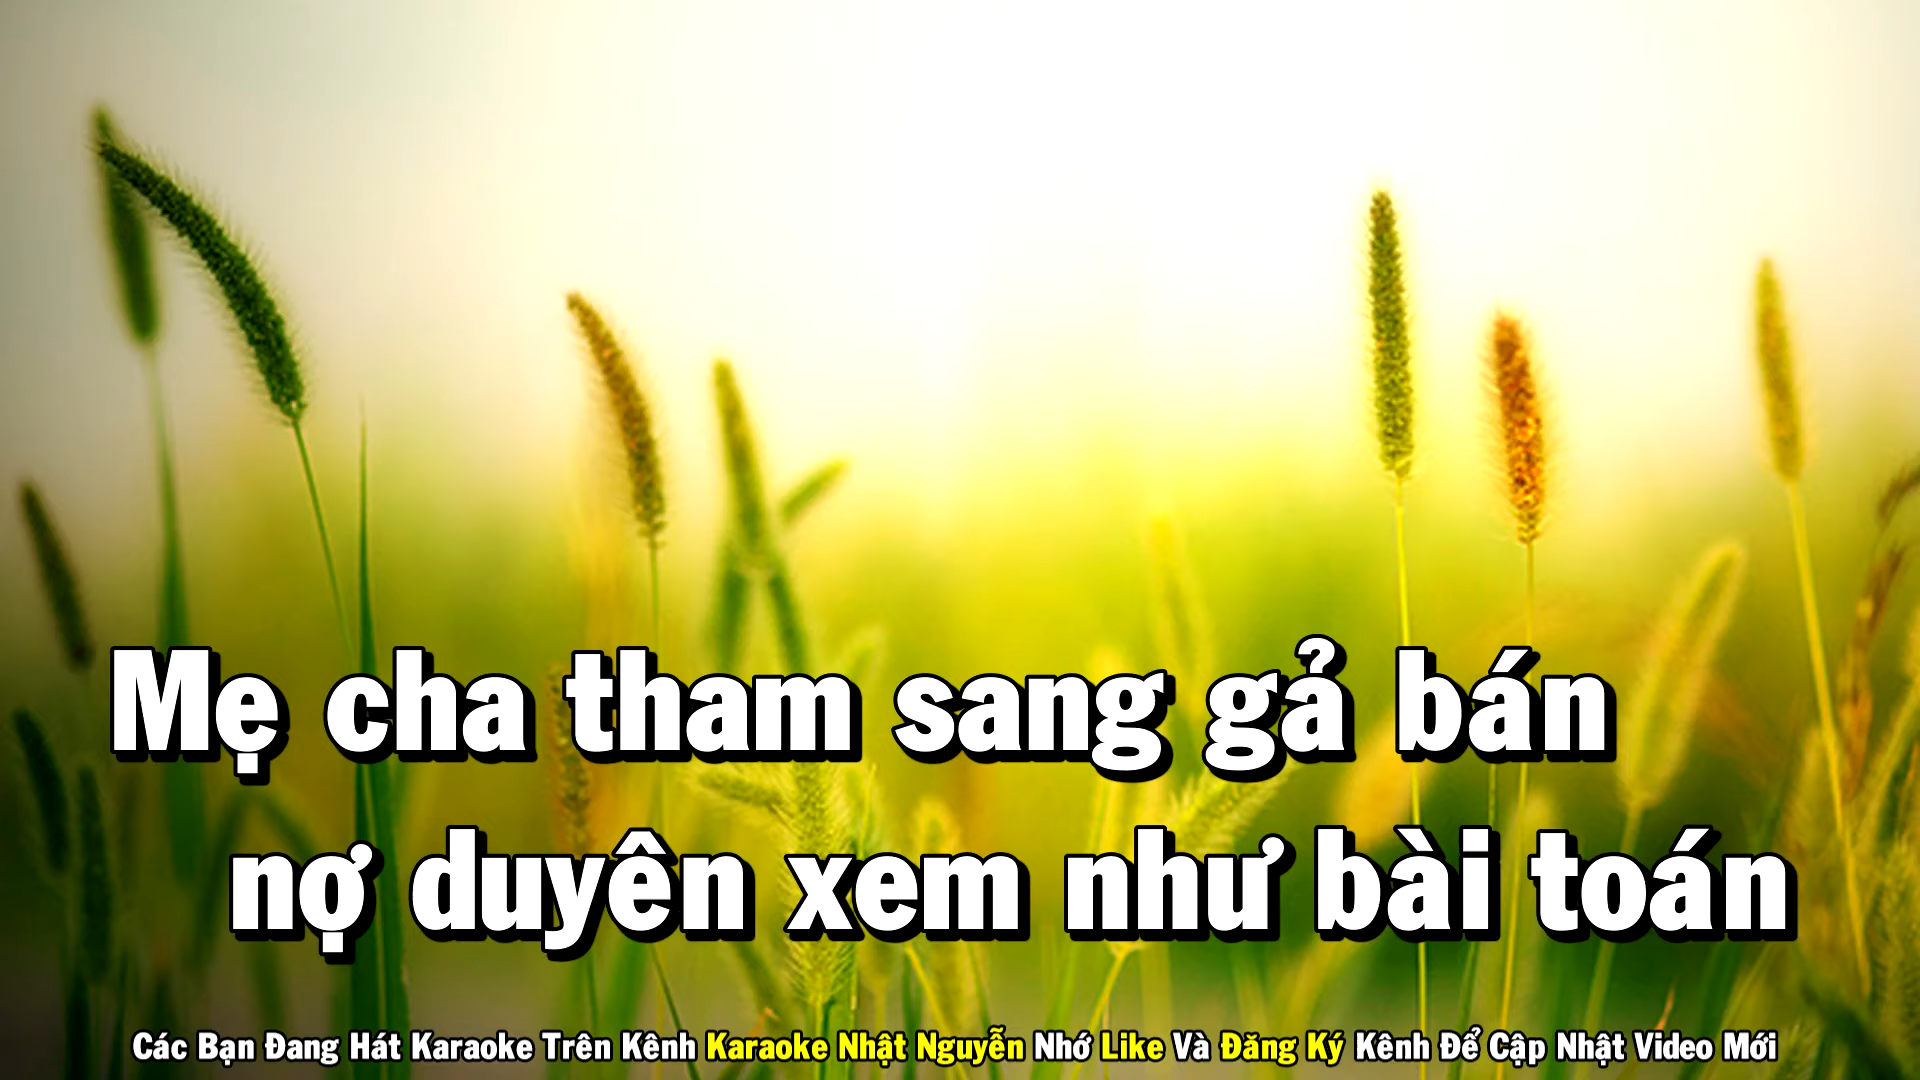 Mẹ cha tham sang gả bán
nợ duyên xem như bài toán
Các Bạn Đang Hát Karaoke Trên Kênh Karaoke Nhật Nguyễn Nhớ Like Và Đăng Ký Kênh Để Cập Nhật Video Mới